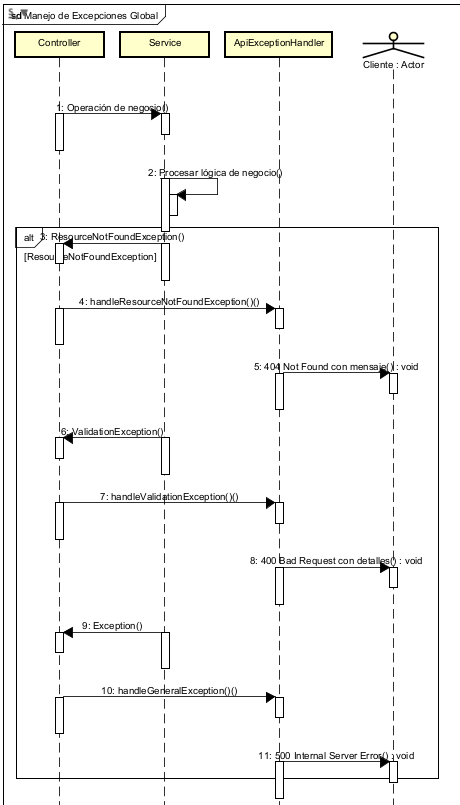 sd Manejo de Excepciones Global
Controller
Service
ApiExceptionHandler
Cliente : Actor
1: Operación de negocio()
2: Procesar lógica de negocio()
alt
3: ResourceNotFoundException()
[ResourceNotFoundException]
4: handleResourceNotFoundException()()
5: 404 Not Found con mensaje() : void
6: ValidationException()
7: handleValidationException()()
8: 400 Bad Request con detalles() : void
9: Exception()
10: handleGeneralException()()
11: 500 Internal Server Error() : void